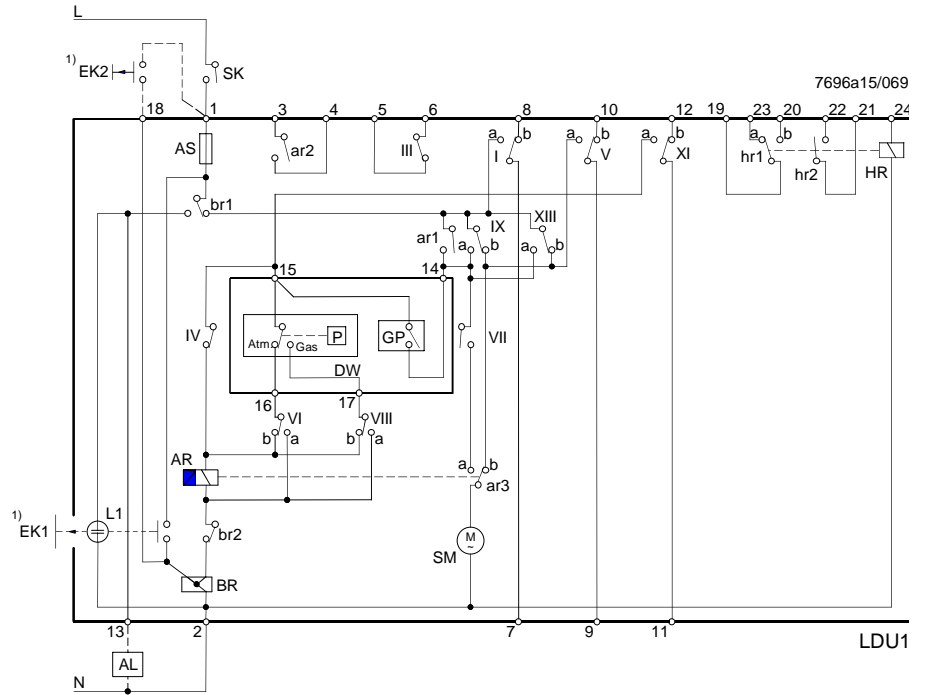 L
1) EK2
SK
7696a15/069
18 1 3 4 5 6 8 10 12 19 23 20 22 21 24
AS
ar2
III
a b
I
a b
V
a b
XI
a b
hr1
hr2
HR
br1
ar1
IX
a b
XIII
a b
15 14
IV
Atm. Gas
P
GP
VII
DW
16 17
VI
b a
VIII
b a
AR
a b
ar3
1) EK1
L1
br2
M
~
SM
BR
13 2 7 9 11
LDU1
AL
N